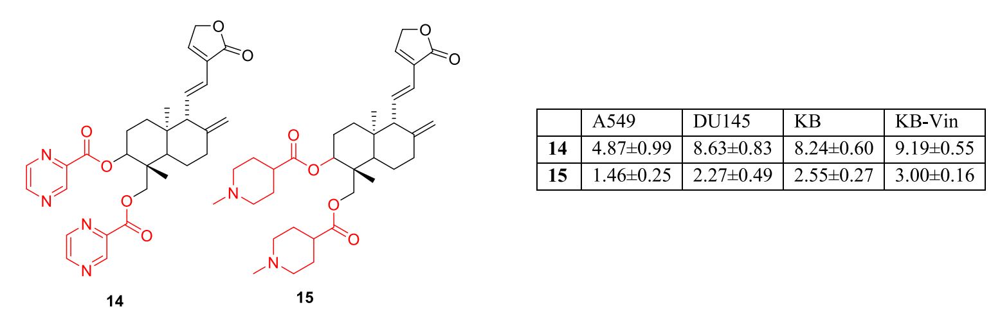 O
O
O
O
N
O
N
O
N
O
N
14
O
O
O
O
N
O
O
N
15
A549 DU145 KB KB-Vin
14 4.87±0.99 8.63±0.83 8.24±0.60 9.19±0.55
15 1.46±0.25 2.27±0.49 2.55±0.27 3.00±0.16